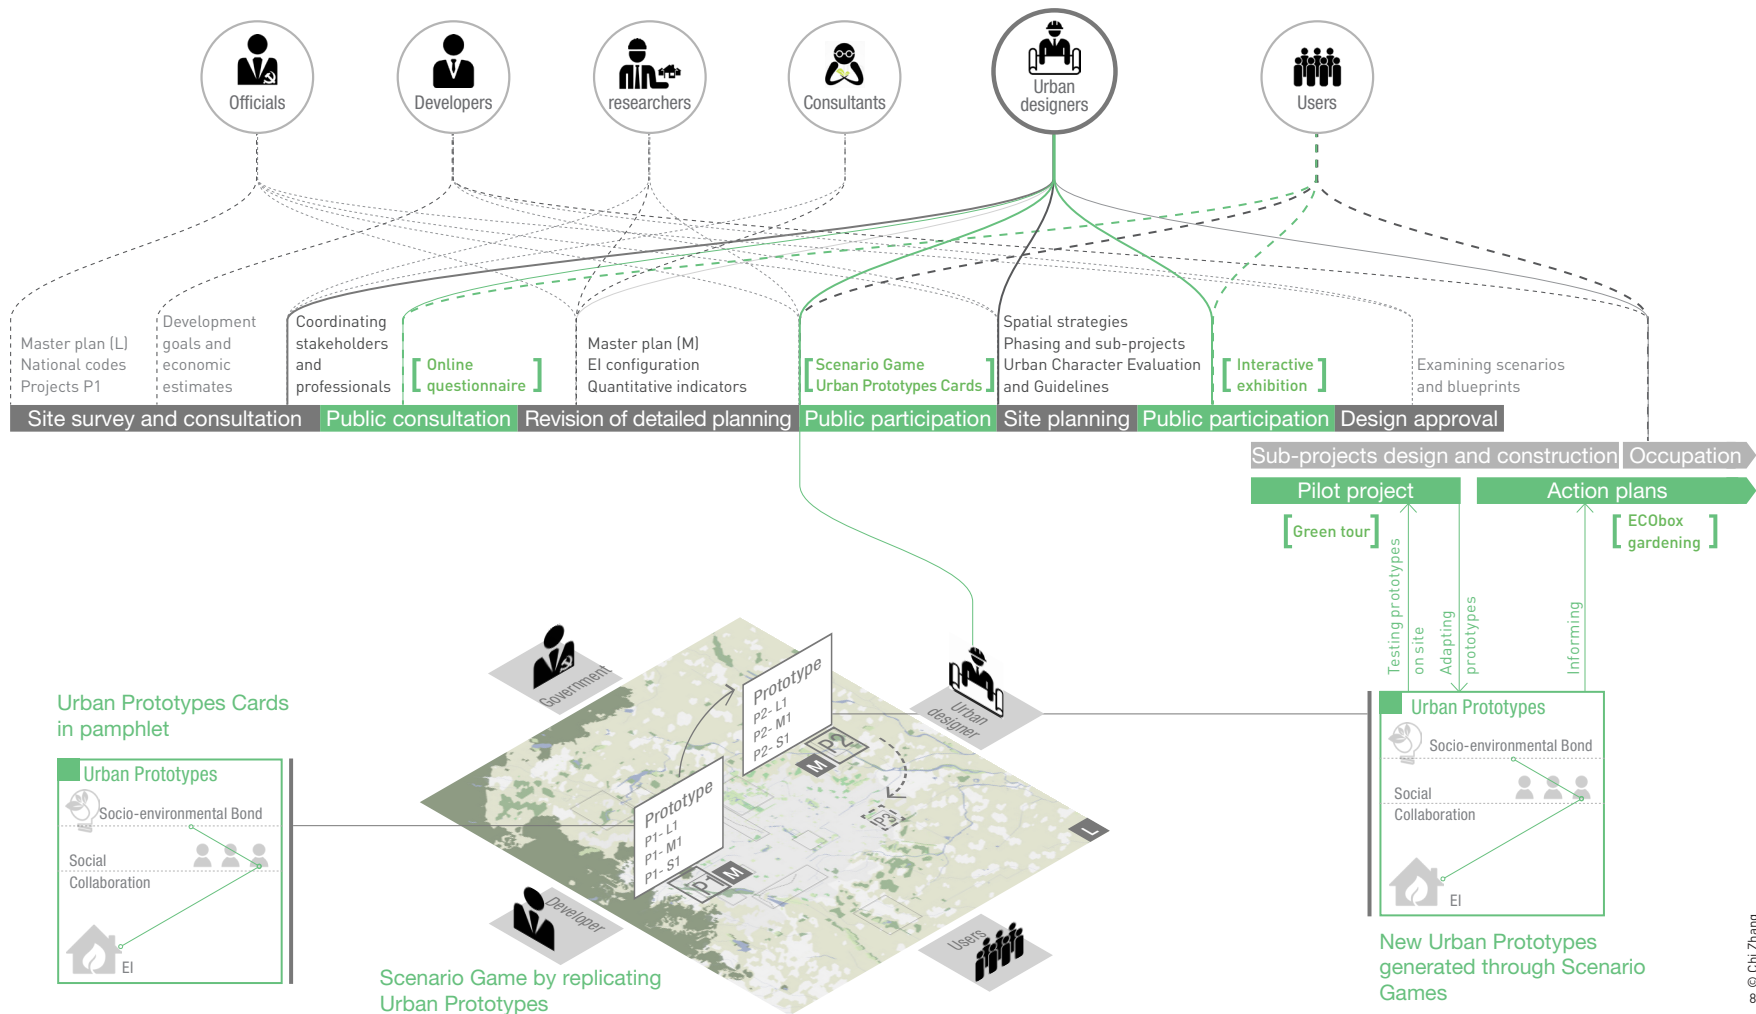 Officials
Developers
researchers
Consultants
Urban
designers
Users
Master plan (L)
National codes
Projects P1
Development
goals and
economic
estimates
Coordinating
stakeholders
and
professionals
[ Online
questionnaire ]
Master plan (M)
EI configuration
Quantitative indicators
[ Scenario Game
Urban Prototypes Cards ]
Spatial strategies
Phasing and sub-projects
Urban Character Evaluation
and Guidelines
[ Interactive
exhibition ]
Examining scenarios
and blueprints
Site survey and consultation
Public consultation
Revision of detailed planning
Public participation
Site planning
Public participation
Design approval
Sub-projects design and construction
Occupation
Pilot project
Action plans
[ Green tour ]
[ ECObox
gardening ]
Testing prototypes
on site
Adapting
prototypes
Informing
Urban Prototypes Cards
in pamphlet
Urban Prototypes
Socio-environmental Bond
Social
Collaboration
EI
Government
Urban
designer
Developer
Users
Prototype
P1- L1
P1- M1
P1- S1
P1
M
Prototype
P2- L1
P2- M1
P2- S1
P2
M
P3
L
Scenario Game by replicating
Urban Prototypes
Urban Prototypes
Socio-environmental Bond
Social
Collaboration
EI
New Urban Prototypes
generated through Scenario
Games
© Chi Zhang
8